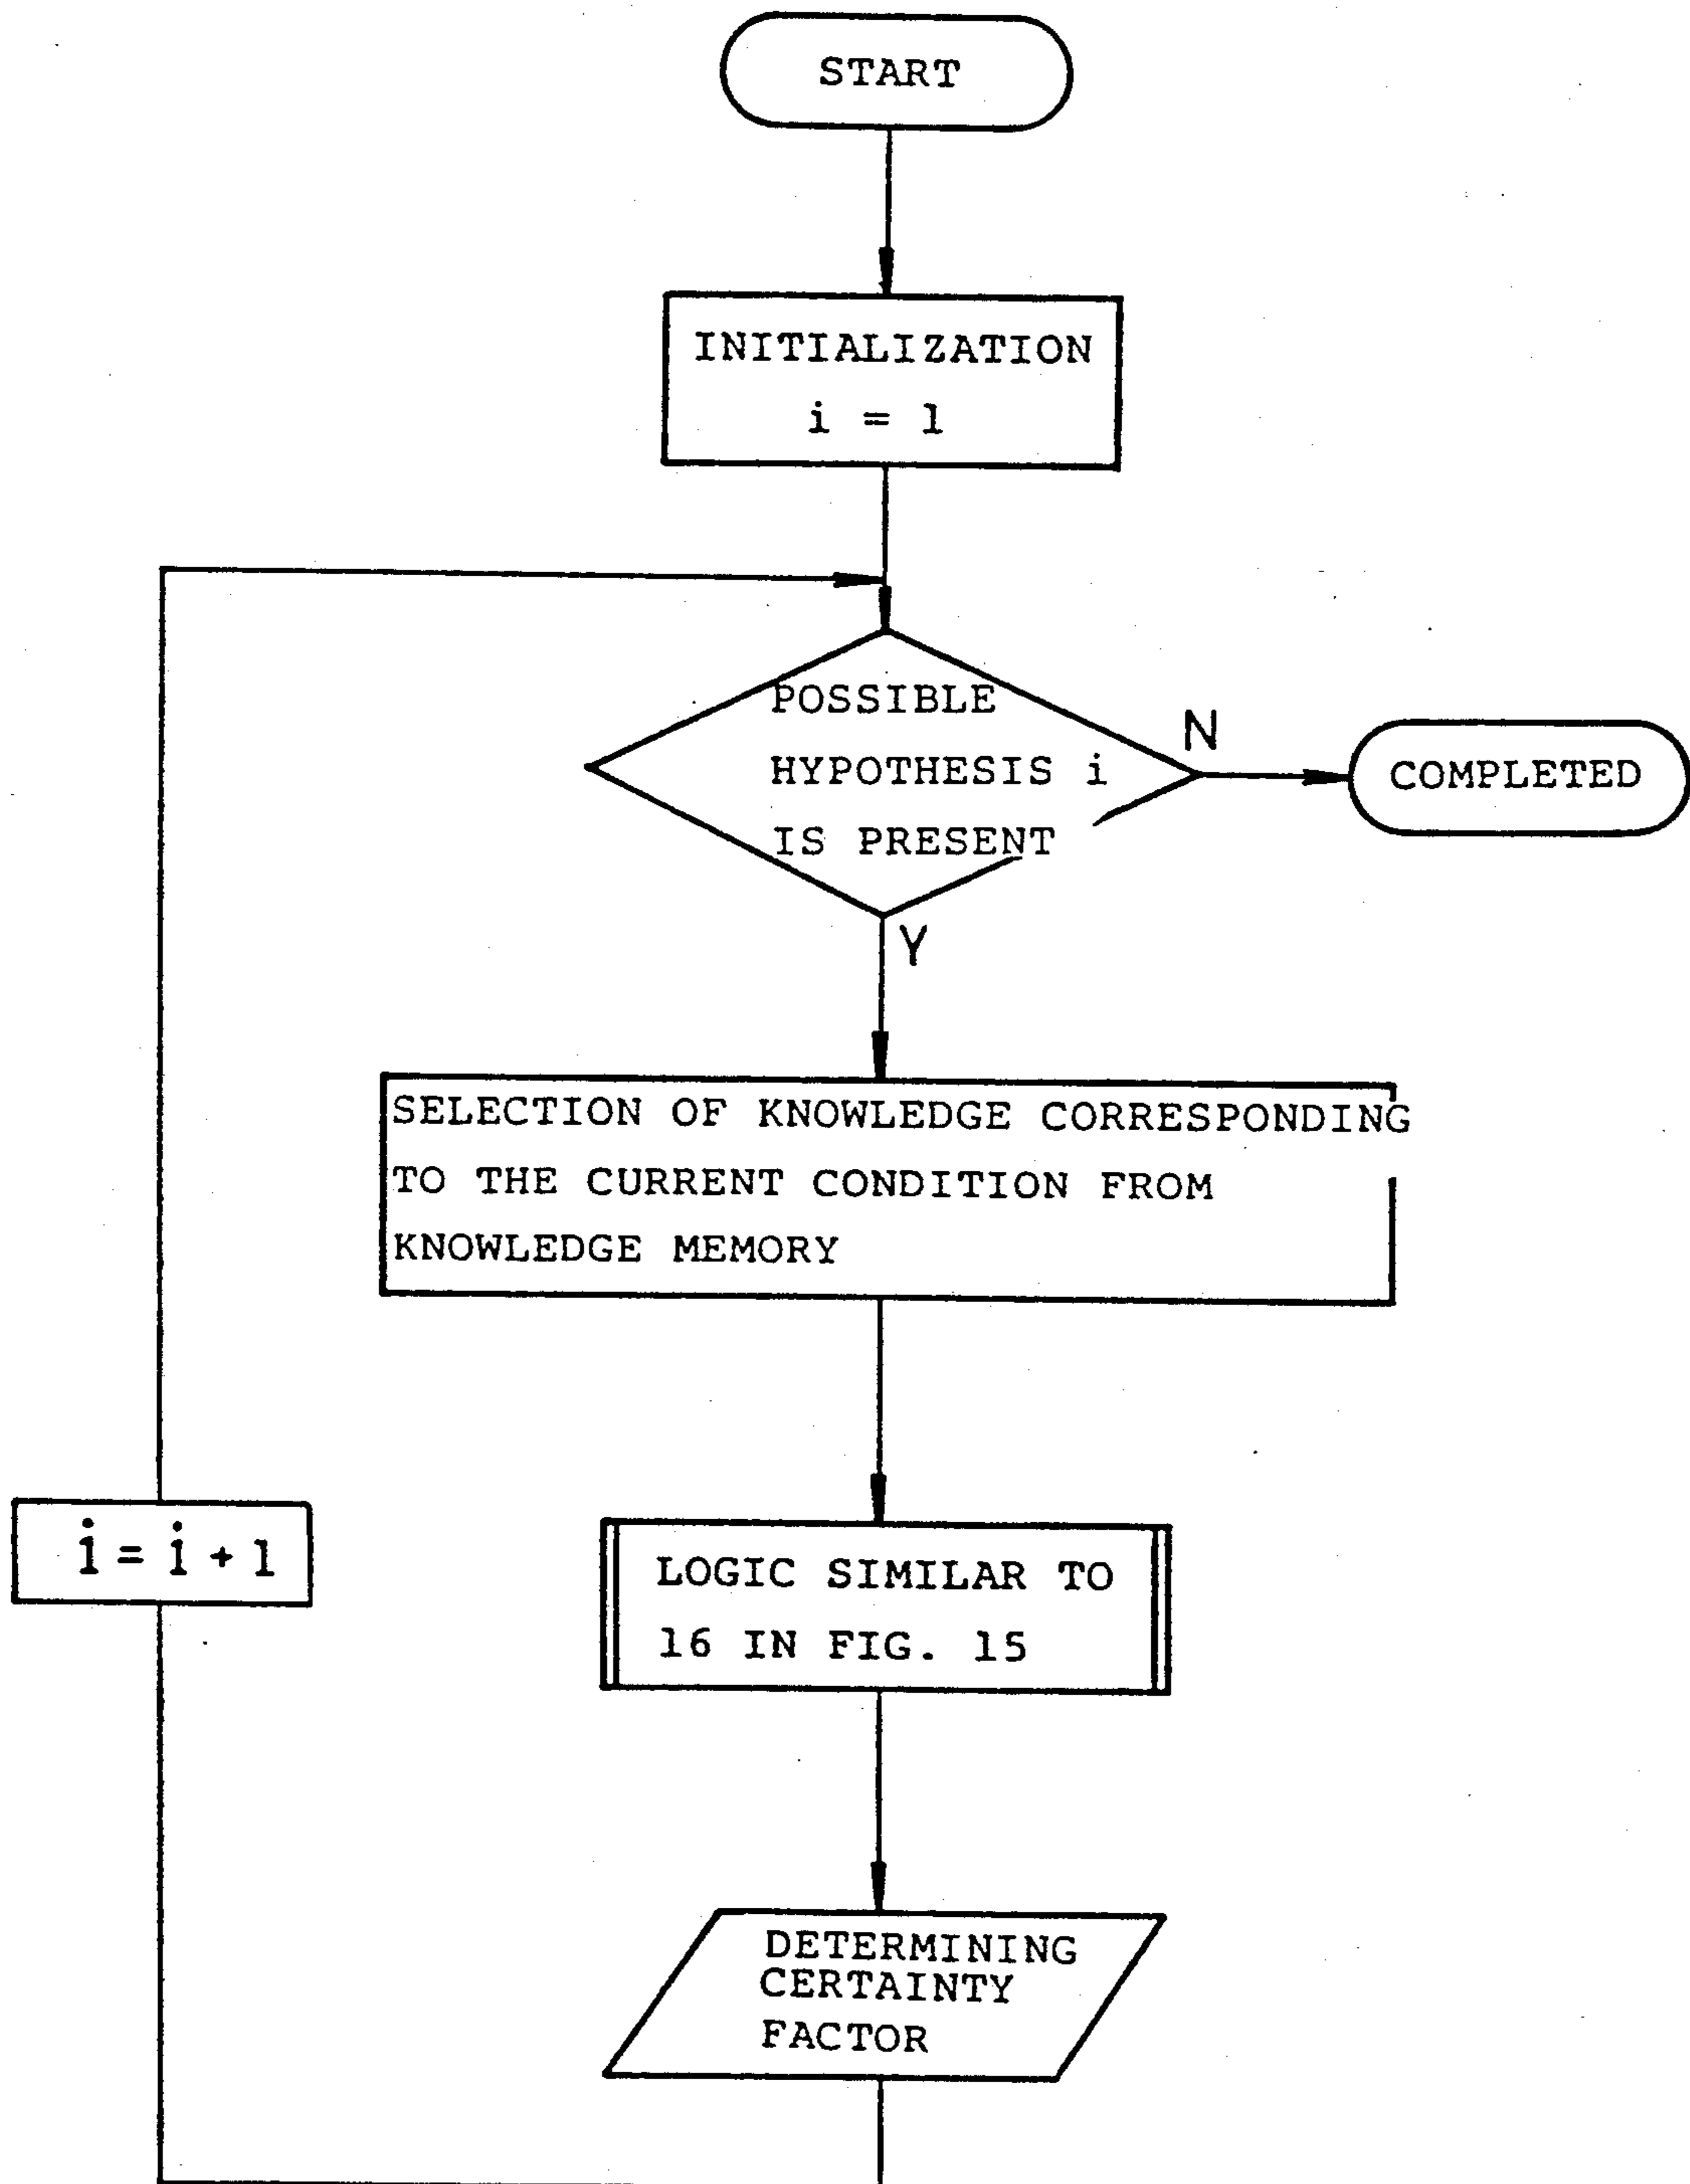 START
INITIALIZATION
i = 1
POSSIBLE
HYPOTHESIS i
IS PRESENT
N
COMPLETED
Y
SELECTION OF KNOWLEDGE CORRESPONDING
TO THE CURRENT CONDITION FROM
KNOWLEDGE MEMORY
i = i + 1
LOGIC SIMILAR TO
16 IN FIG. 15
DETERMINING
CERTAINTY
FACTOR